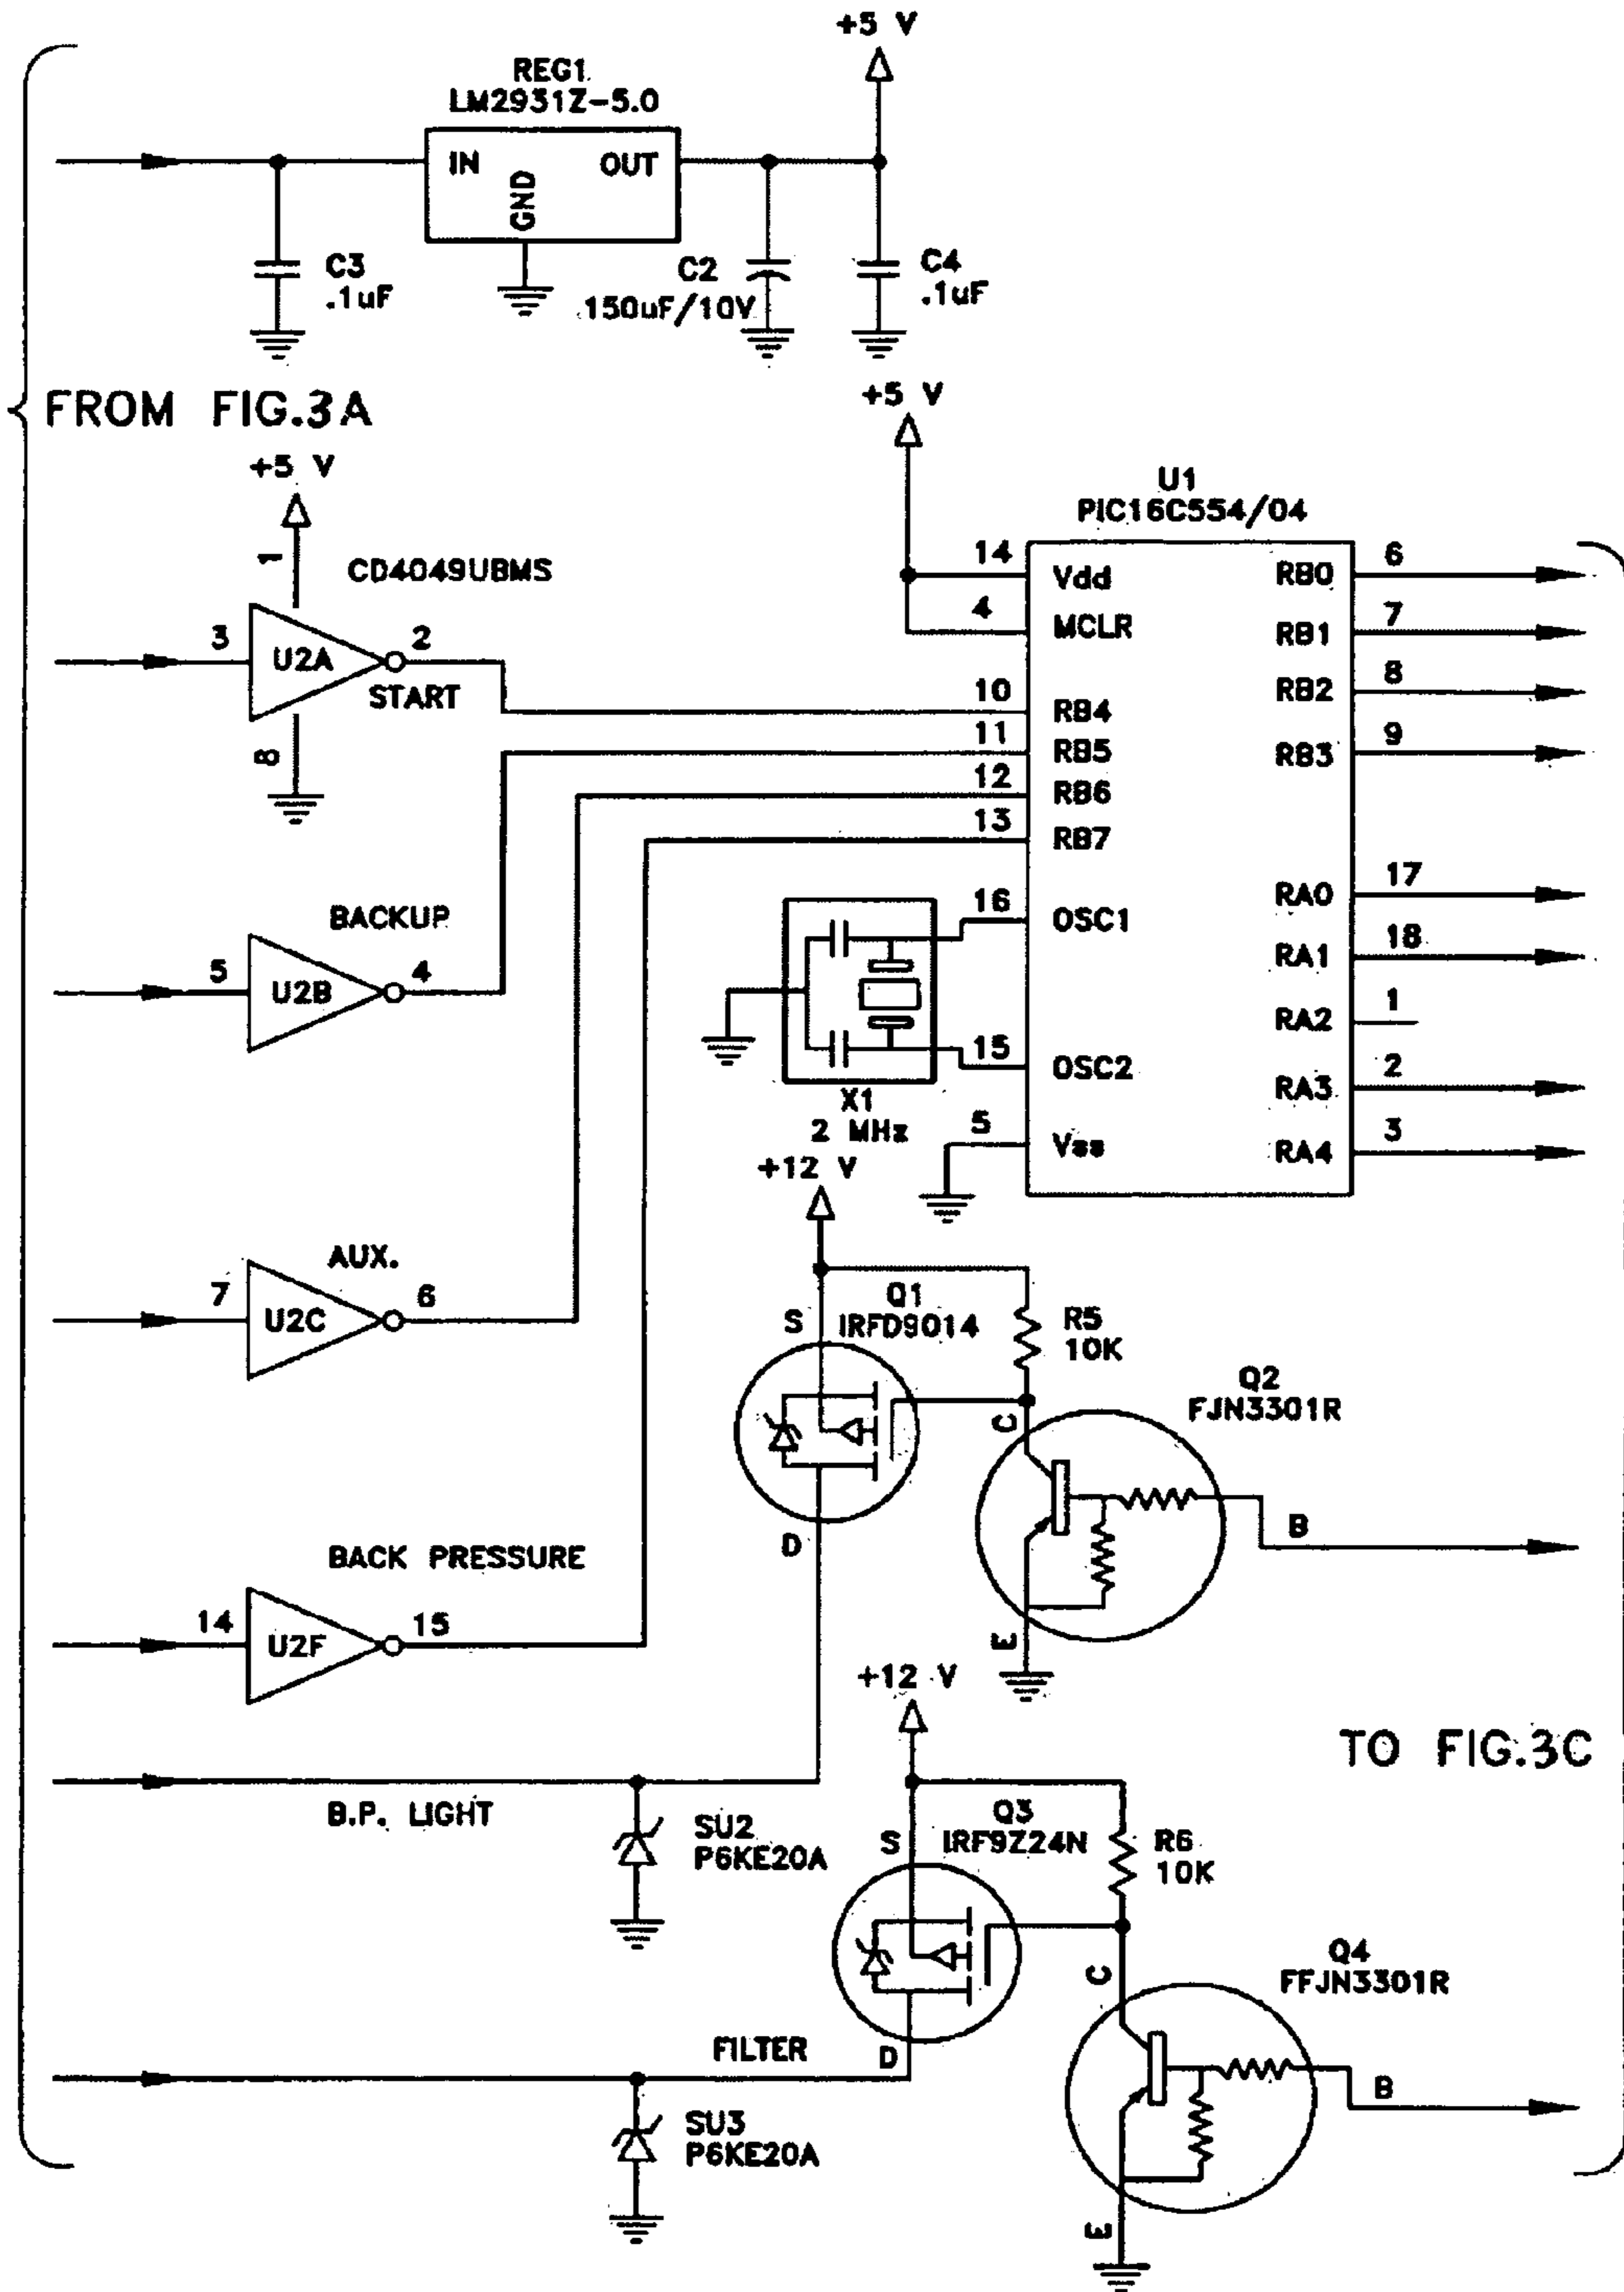 +5 V
REG1
LM2931Z-5.0
IN
OUT
GND
C3
.1uF
C2
150uF/10V
C4
.1uF
FROM FIG.3A
+5 V
+5 V
U1
PIC16C554/04
1
CD4049UBMS
3
U2A
2
START
8
14
Vdd
4
MCLR
10
RB4
11
RB5
12
RB6
13
RB7
16
OSC1
15
OSC2
5
Vss
RB0
6
RB1
7
RB2
8
RB3
9
RA0
17
RA1
18
RA2
1
RA3
2
RA4
3
BACKUP
5
U2B
4
X1
2 MHz
AUX.
7
U2C
6
+12 V
S
Q1
IRFD9014
R5
10K
D
C
Q2
FJN3301R
B
E
BACK PRESSURE
14
U2F
15
B.P. LIGHT
SU2
P6KE20A
+12 V
TO FIG.3C
S
Q3
IRF9Z24N
R6
10K
D
C
Q4
FFJN3301R
B
E
FILTER
SU3
P6KE20A